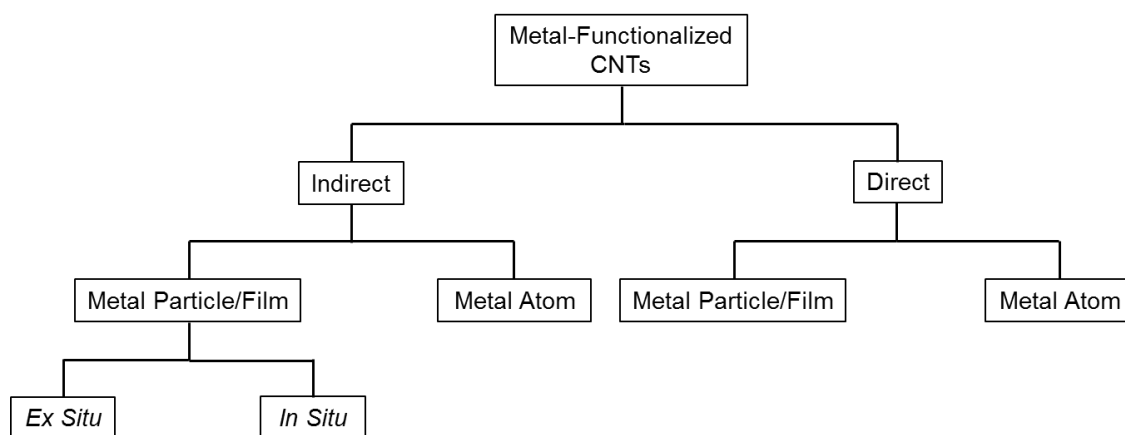 Metal-Functionalized
CNTs
Indirect
Direct
Metal Particle/Film
Metal Atom
Metal Particle/Film
Metal Atom
Ex Situ
In Situ